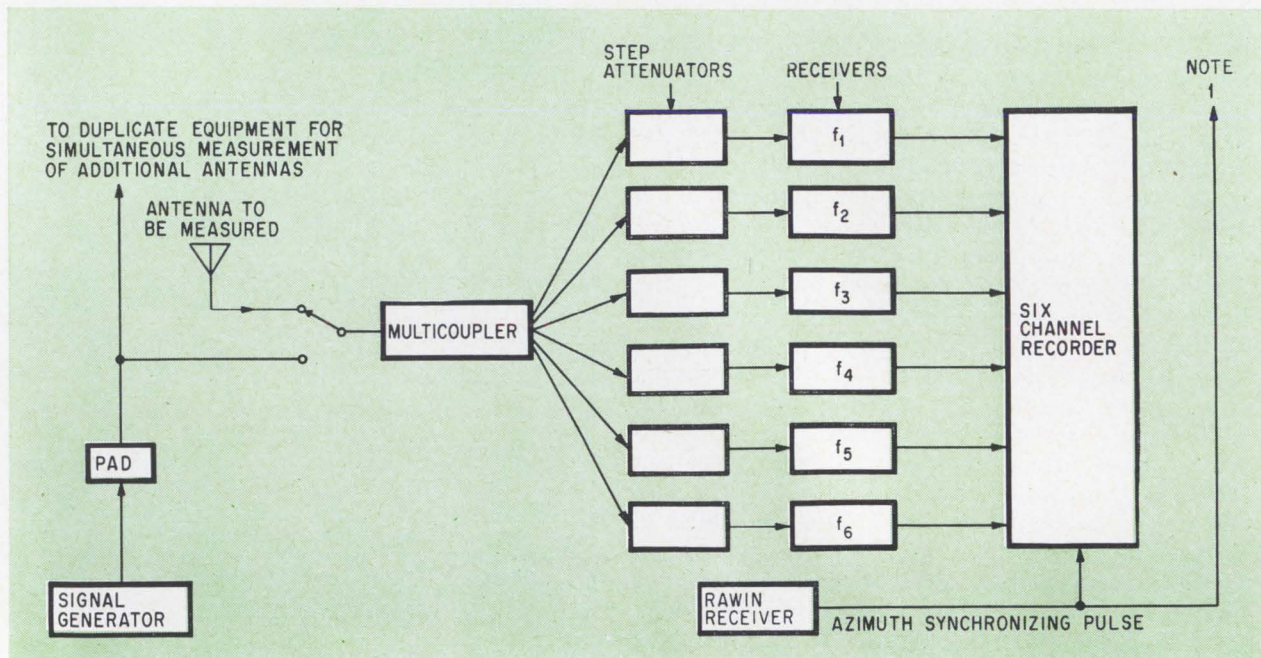 STEP
ATTENUATORS
RECEIVERS
NOTE
1
TO DUPLICATE EQUIPMENT FOR
SIMULTANEOUS MEASUREMENT
OF ADDITIONAL ANTENNAS
ANTENNA TO
BE MEASURED
MULTICOUPLER
f1
f2
f3
f4
f5
f6
SIX
CHANNEL
RECORDER
PAD
SIGNAL
GENERATOR
RAWIN
RECEIVER
AZIMUTH SYNCHRONIZING PULSE